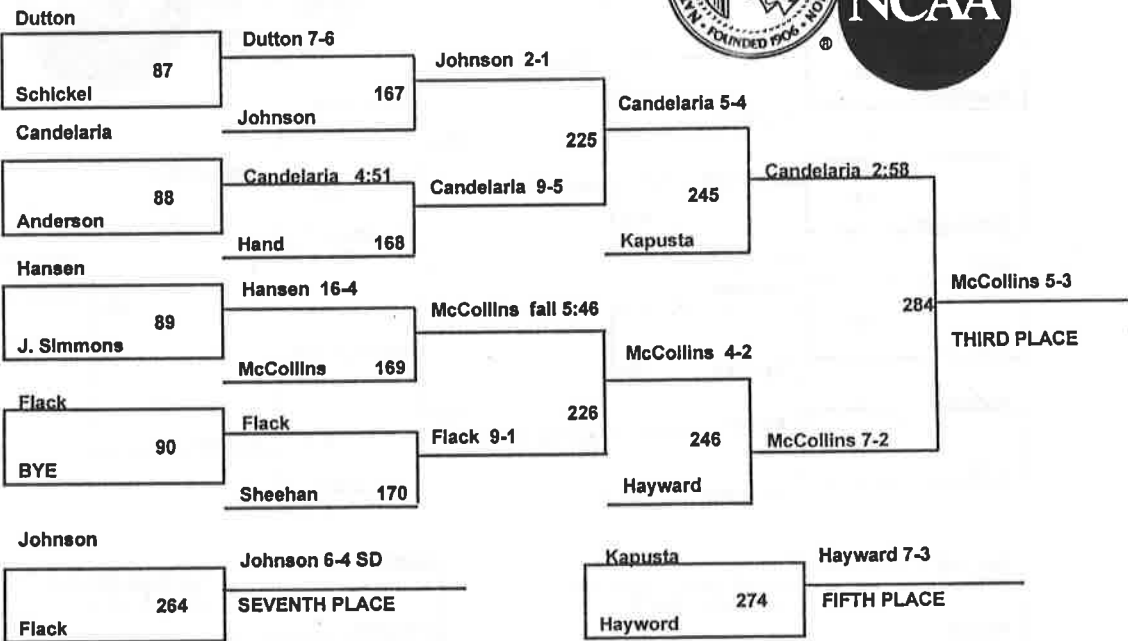 Dutton
87
Schickel
Dutton 7-6
167
Johnson
Johnson 2-1
Candelaria
88
Anderson
Candelaria 4:51
Hand 168
Candelaria 9-5
225
Candelaria 5-4
245
Kapusta
Candelaria 2:58
Hansen
89
J. Simmons
Hansen 16-4
McCollins 169
McCollins fall 5:46
Flack
90
BYE
Flack
Sheehan 170
Flack 9-1
226
McCollins 4-2
246
Hayward
McCollins 7-2
284
McCollins 5-3
THIRD PLACE
Johnson
264
Flack
Johnson 6-4 SD
SEVENTH PLACE
Kapusta
274
Hayword
Hayward 7-3
FIFTH PLACE
FOUNDED 1906
®
NCAA